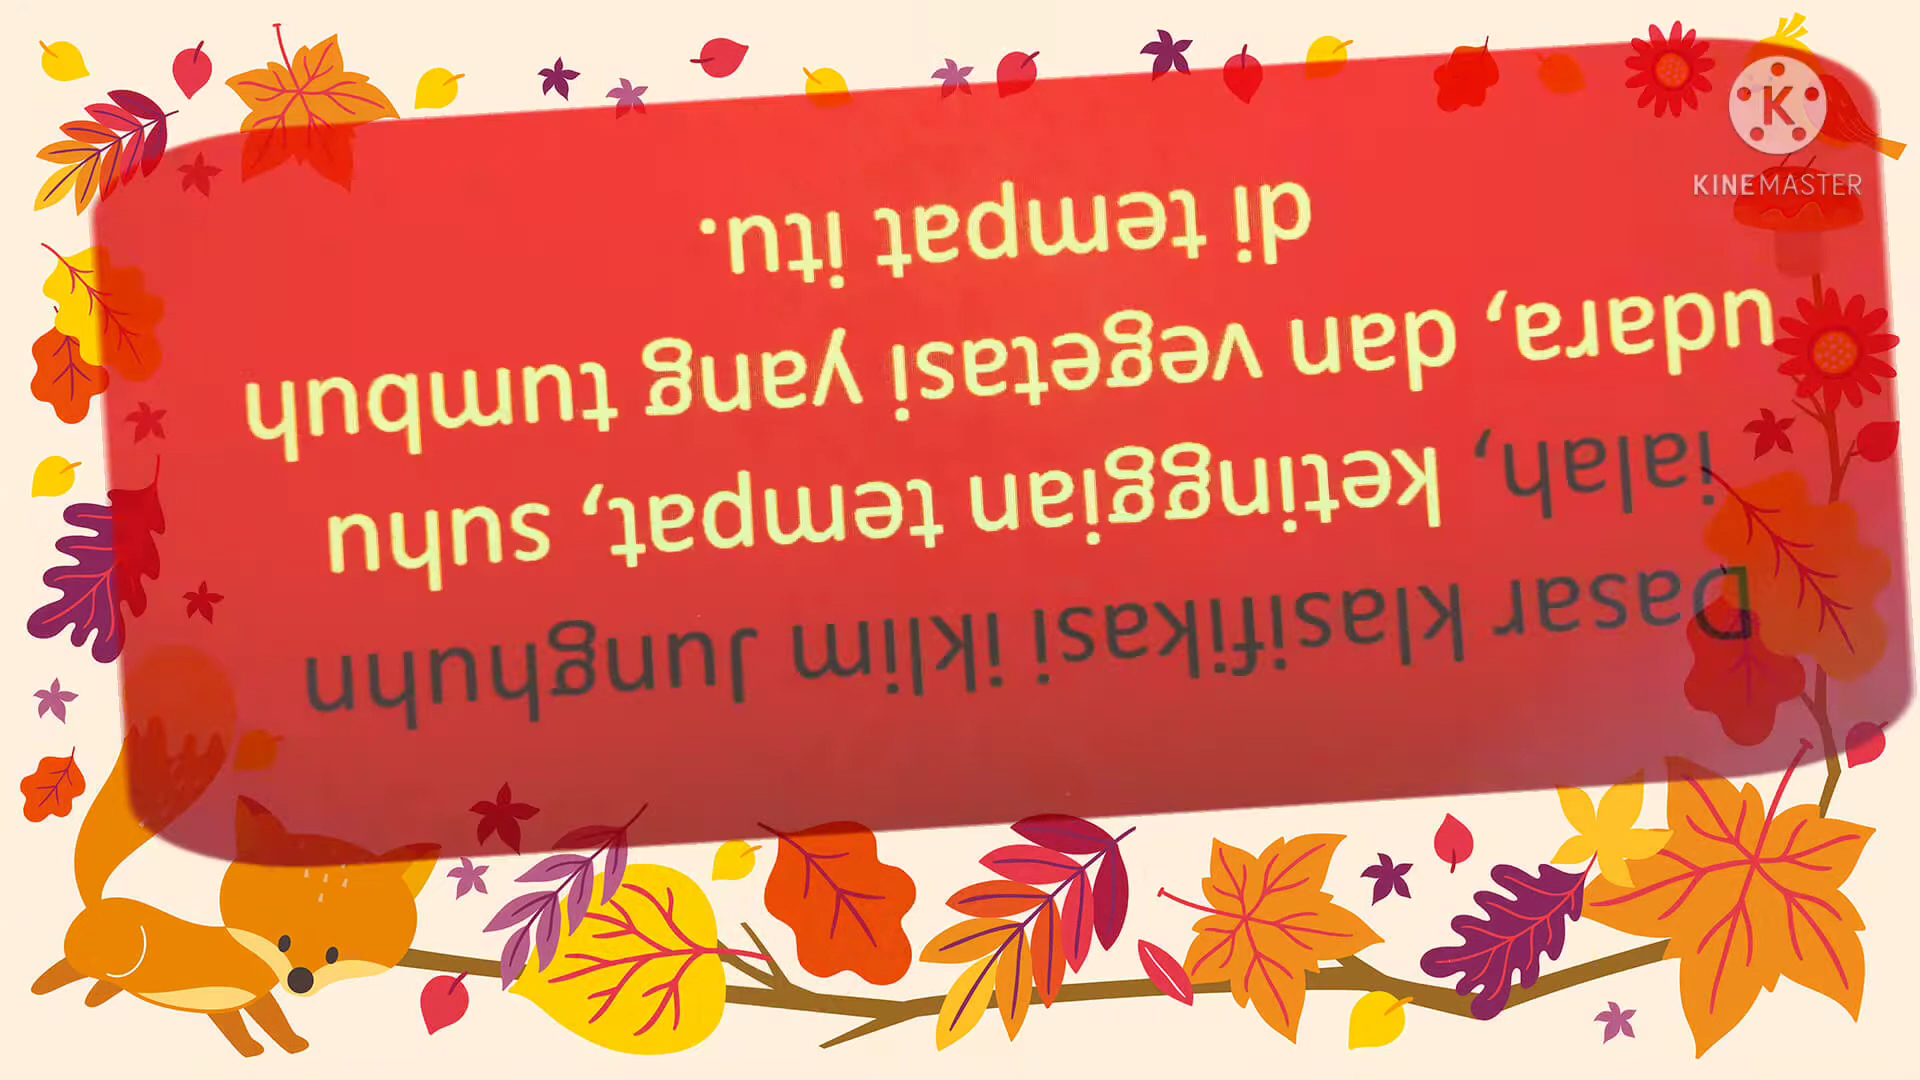 Dasar klasifikasi iklim Junghuhn
ialah, ketinggian tempat, suhu
udara, dan vegetasi yang tumbuh
di tempat itu.
K
KINEMASTER